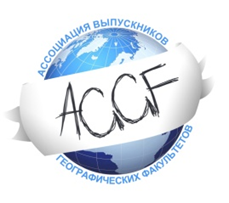 АССОЦИАЦИЯ ВЫПУСКНИКОВ
ACGF
ГЕОГРАФИЧЕСКИХ ФАКУЛЬТЕТОВ